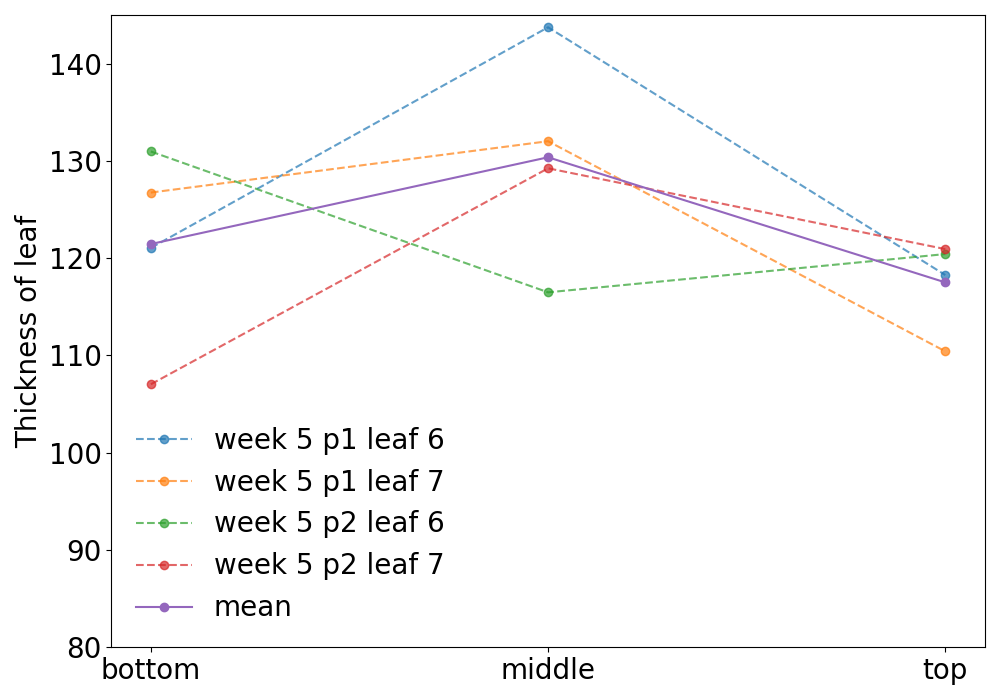 Thickness of leaf
140
130
120
110
100
90
80
week 5 p1 leaf 6
week 5 p1 leaf 7
week 5 p2 leaf 6
week 5 p2 leaf 7
mean
bottom middle top